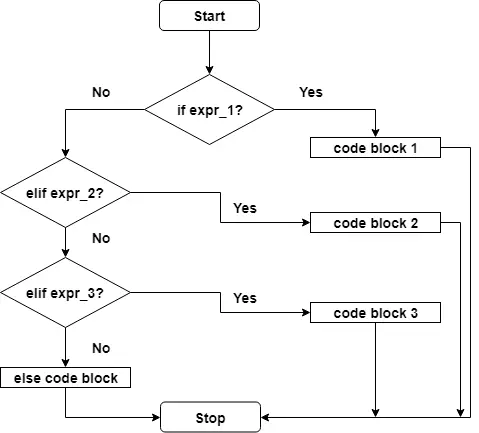 Start
No
Yes
if expr_1?
code block 1
elif expr_2?
Yes
code block 2
No
elif expr_3?
Yes
code block 3
No
else code block
Stop